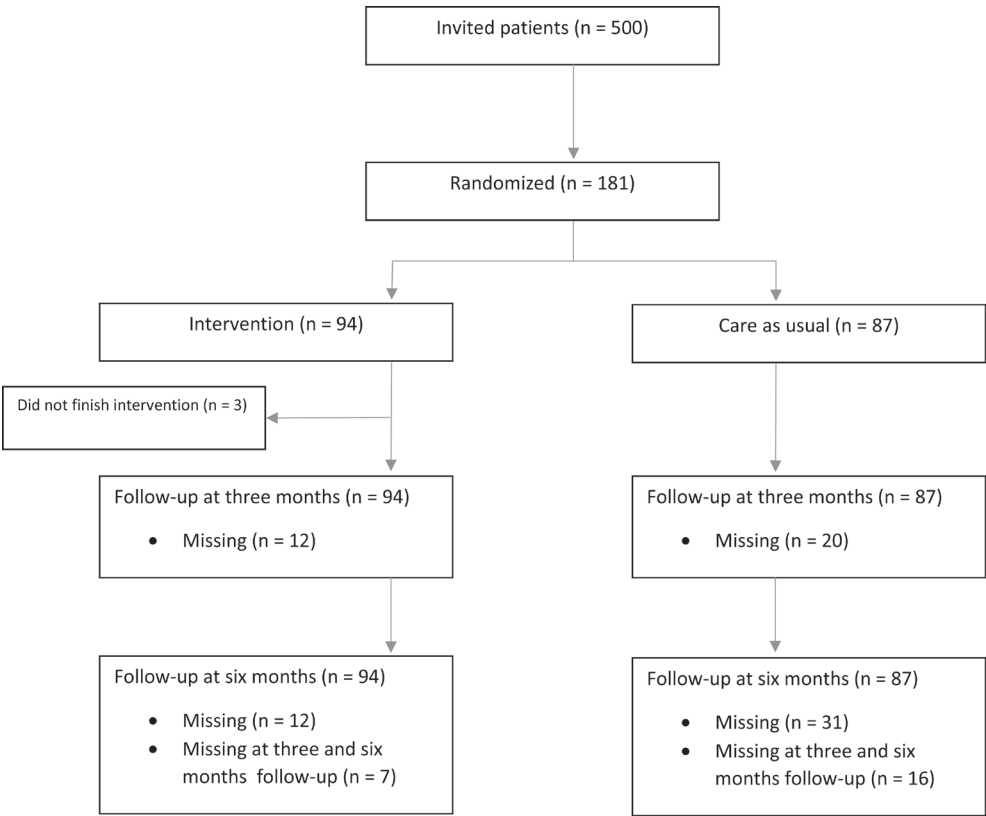 Invited patients (n = 500)
Randomized (n = 181)
Intervention (n = 94)
Care as usual (n = 87)
Did not finish intervention (n = 3)
Follow-up at three months (n = 94)
• Missing (n = 12)
Follow-up at three months (n = 87)
• Missing (n = 20)
Follow-up at six months (n = 94)
• Missing (n = 12)
• Missing at three and six
months follow-up (n = 7)
Follow-up at six months (n = 87)
• Missing (n = 31)
• Missing at three and six
months follow-up (n = 16)